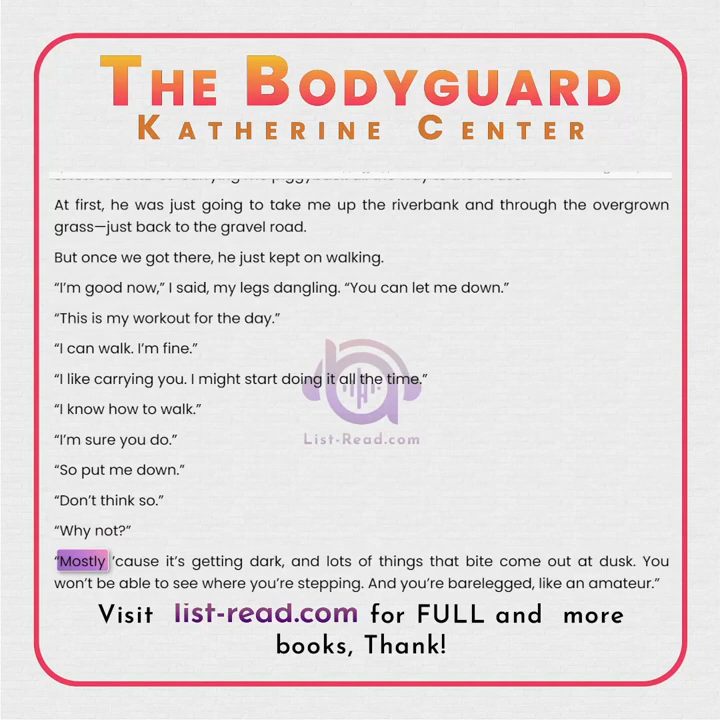 THE BODYGUARD
KATHERINE CENTER
At first, he was just going to take me up the riverbank and through the overgrown
grass—just back to the gravel road.
But once we got there, he just kept on walking.
“I’m good now,” I said, my legs dangling. “You can let me down.”
“This is my workout for the day.”
“I can walk. I’m fine.”
“I like carrying you. I might start doing it all the time.”
“I know how to walk.”
“I’m sure you do.”
List-Read.com
“So put me down.”
“Don’t think so.”
“Why not?”
“Mostly ’cause it’s getting dark, and lots of things that bite come out at dusk. You
won’t be able to see where you’re stepping. And you’re barelegged, like an amateur.”
Visit list-read.com for FULL and more
books, Thank!